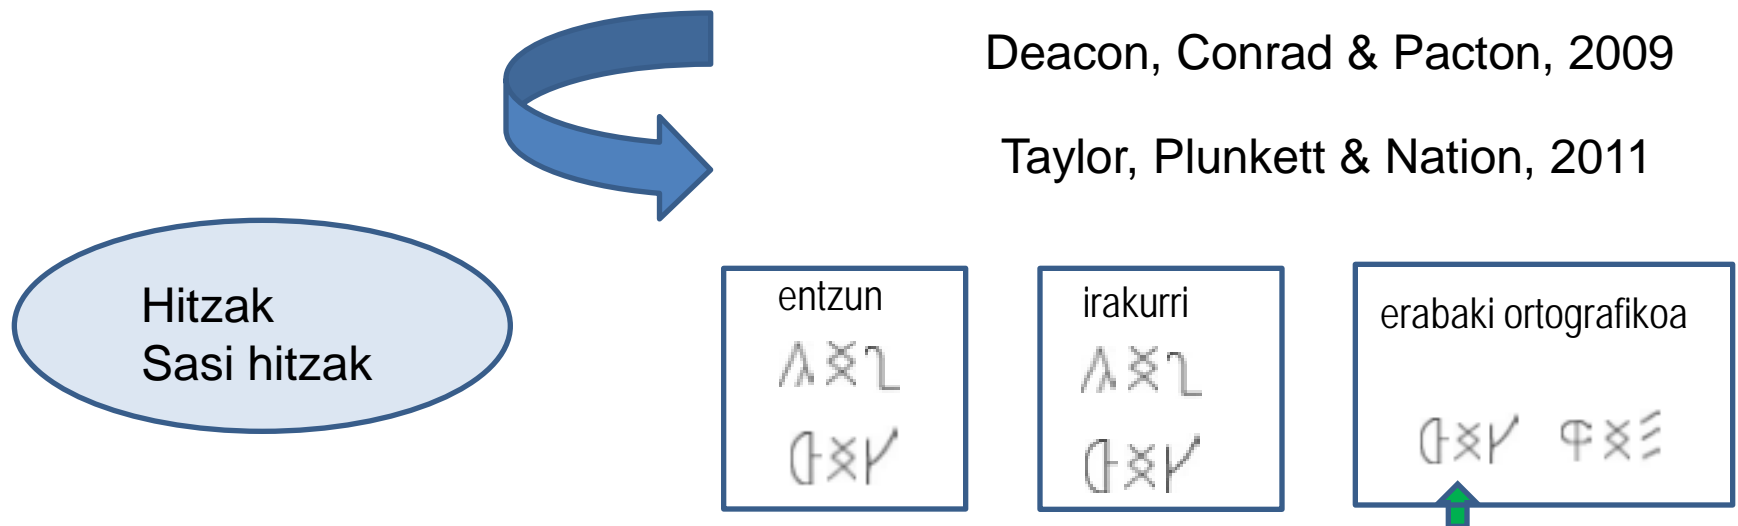 Deacon, Conrad & Pacton, 2009
Taylor, Plunkett & Nation, 2011
Hitzak
Sasi hitzak
entzun
irakurri
erabaki ortografikoa